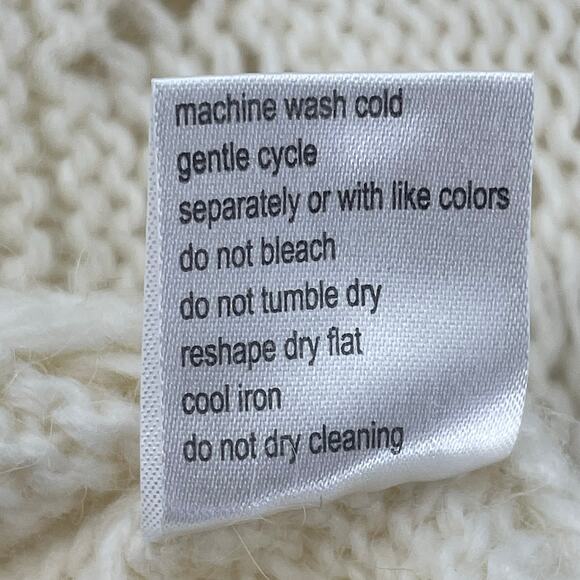 machine wash cold
gentle cycle
separately or with like colors
do not bleach
do not tumble dry
reshape dry flat
cool iron
do not dry cleaning